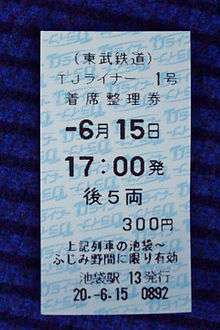 (東武鉄道)
TJライナー 1号
着席整理券
-6月15日
17:00発
後5両
300円
上記列車の池袋~
ふじみ野間に限り有効
池袋駅 13発行
20.-6.15 0892